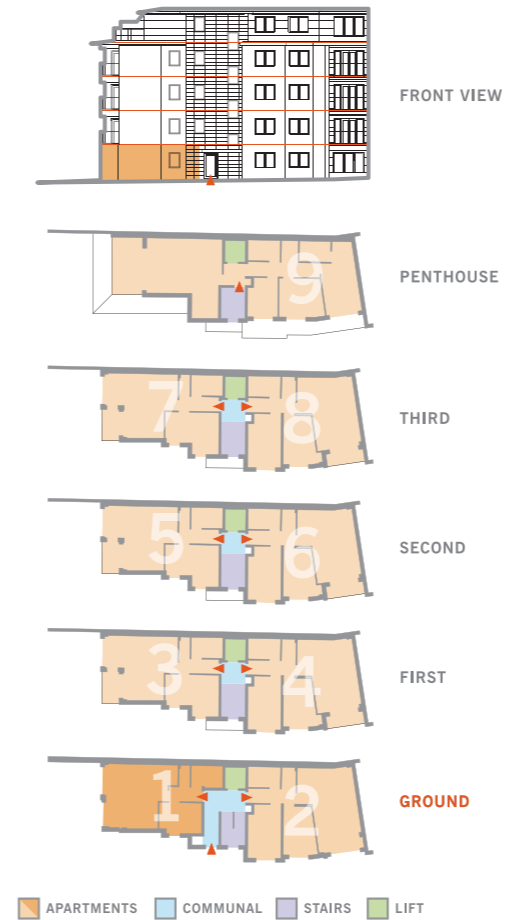 FRONT VIEW
9
PENTHOUSE
7 8
THIRD
5 6
SECOND
3 4
FIRST
1 2
GROUND
APARTMENTS COMMUNAL STAIRS LIFT